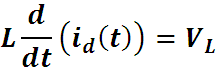 L d/dt (i_d(t)) = V_L